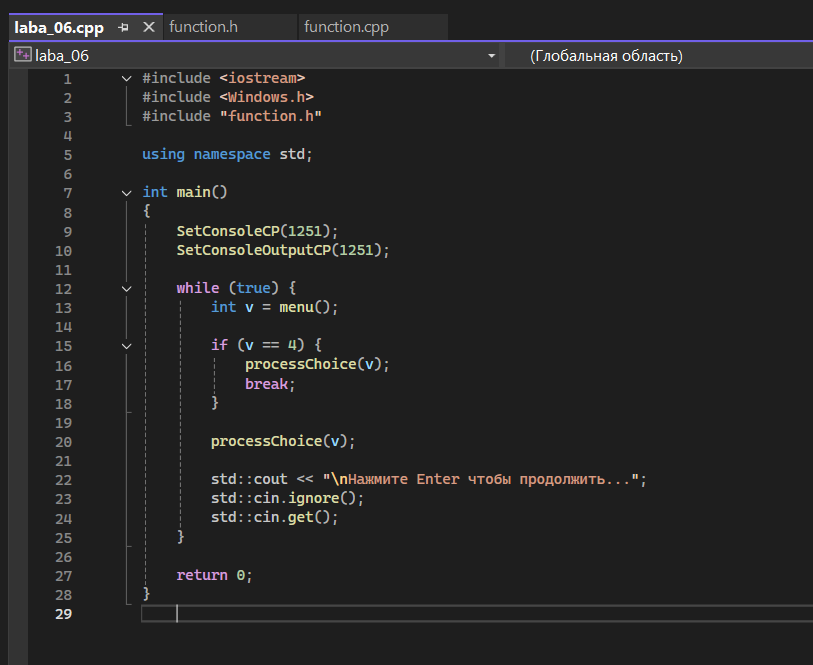 laba_06.cpp function.h function.cpp
laba_06 (Глобальная область)
1 #include <iostream>
2 #include <Windows.h>
3 #include "function.h"
4
5 using namespace std;
6
7 int main()
8 {
9 SetConsoleCP(1251);
10 SetConsoleOutputCP(1251);
11
12 while (true) {
13 int v = menu();
14
15 if (v == 4) {
16 processChoice(v);
17 break;
18 }
19
20 processChoice(v);
21
22 std::cout << "\nНажмите Enter чтобы продолжить...";
23 std::cin.ignore();
24 std::cin.get();
25 }
26
27 return 0;
28 }
29